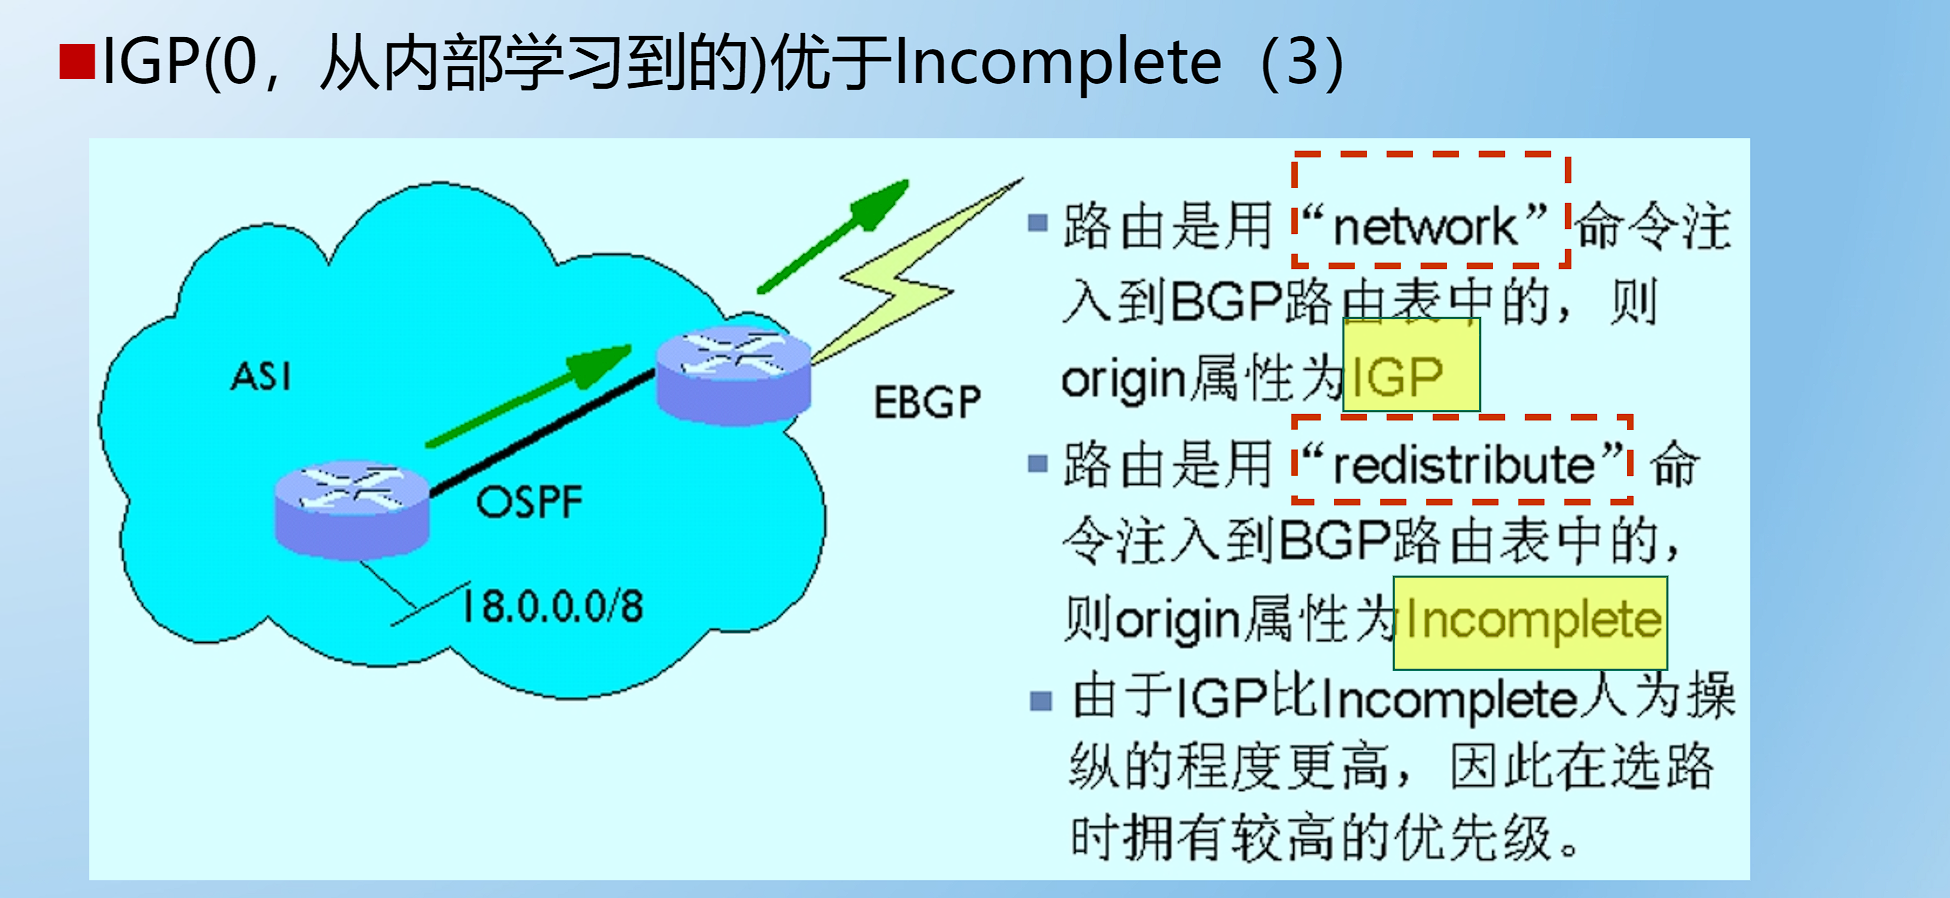 IGP(0，从内部学习到的)优于Incomplete（3）
路由是用“network”命令注
入到BGP路由表中的，则
origin属性为IGP
路由是用“redistribute”命
令注入到BGP路由表中的，
则origin属性为Incomplete
由于IGP比Incomplete人为操
纵的程度更高，因此在选路
时拥有较高的优先级。
AS1
EBGP
OSPF
18.0.0.0/8